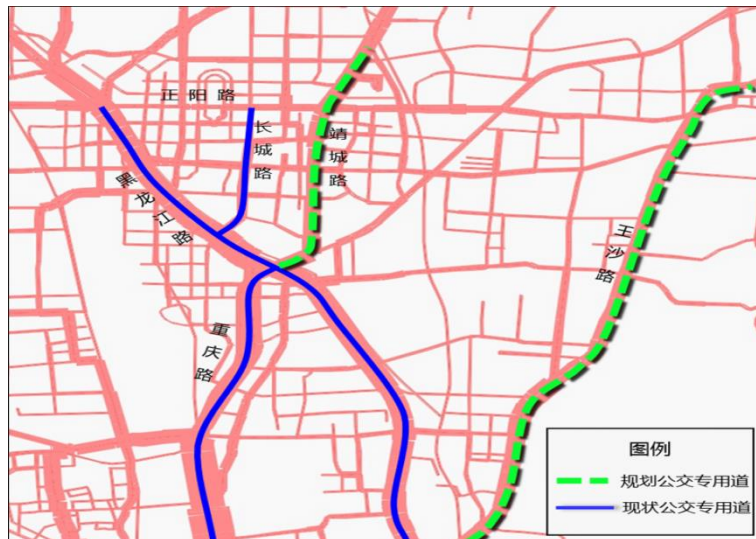 正阳路
长城路
靖城路
黑龙江路
王沙路
重庆路
图例
规划公交专用道
现状公交专用道